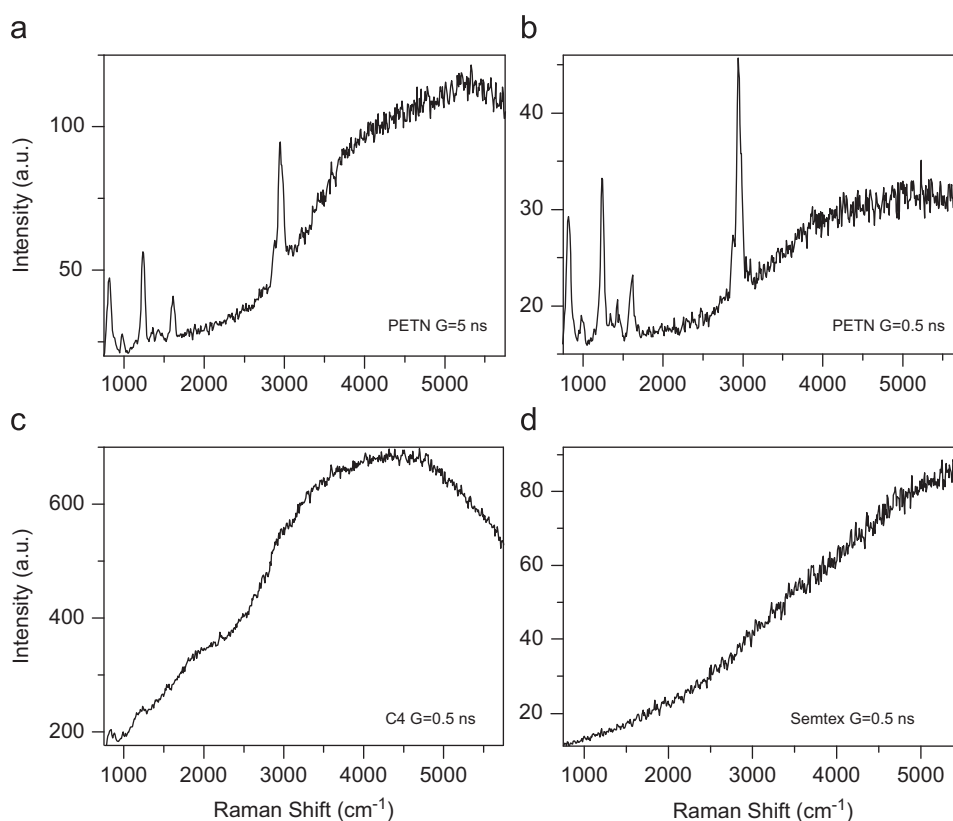 a
b
Intensity (a.u.)
100
50
1000 2000 3000 4000 5000
PETN G=5 ns
40
30
20
1000 2000 3000 4000 5000
PETN G=0.5 ns
c
d
Intensity (a.u.)
600
400
200
1000 2000 3000 4000 5000
C4 G=0.5 ns
Raman Shift (cm⁻¹)
80
60
40
20
1000 2000 3000 4000 5000
Semtex G=0.5 ns
Raman Shift (cm⁻¹)